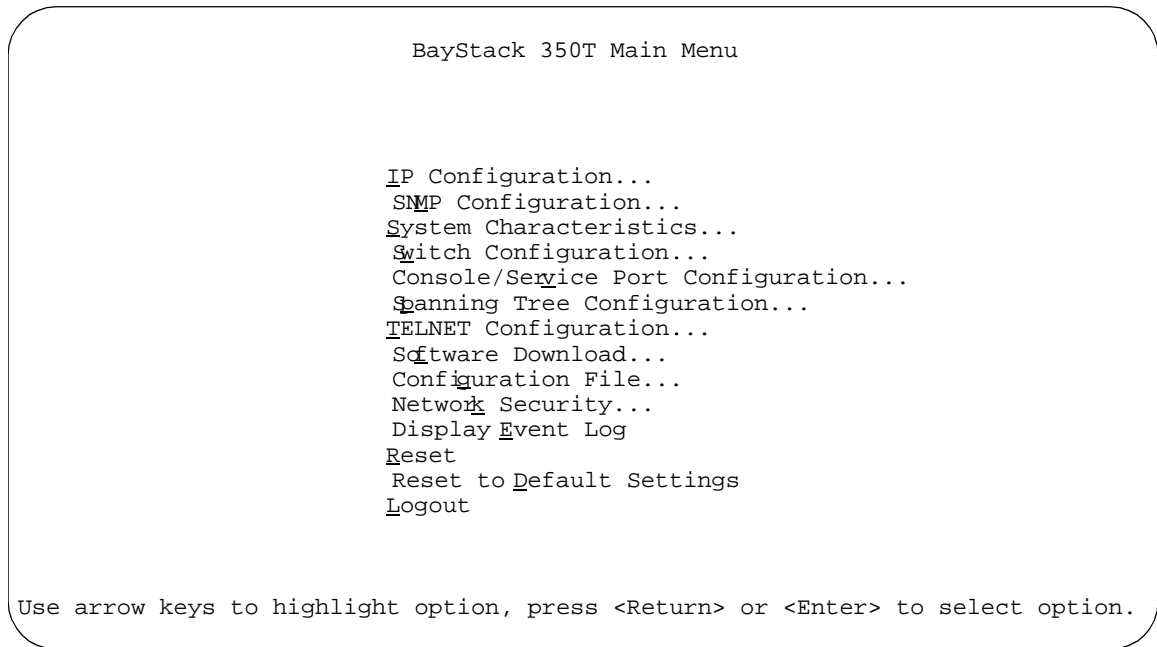 BayStack 350T Main Menu
IP Configuration...
SNMP Configuration...
System Characteristics...
Switch Configuration...
Console/Service Port Configuration...
Spanning Tree Configuration...
TELNET Configuration...
Software Download...
Configuration File...
Network Security...
Display Event Log
Reset
Reset to Default Settings
Logout
Use arrow keys to highlight option, press <Return> or <Enter> to select option.